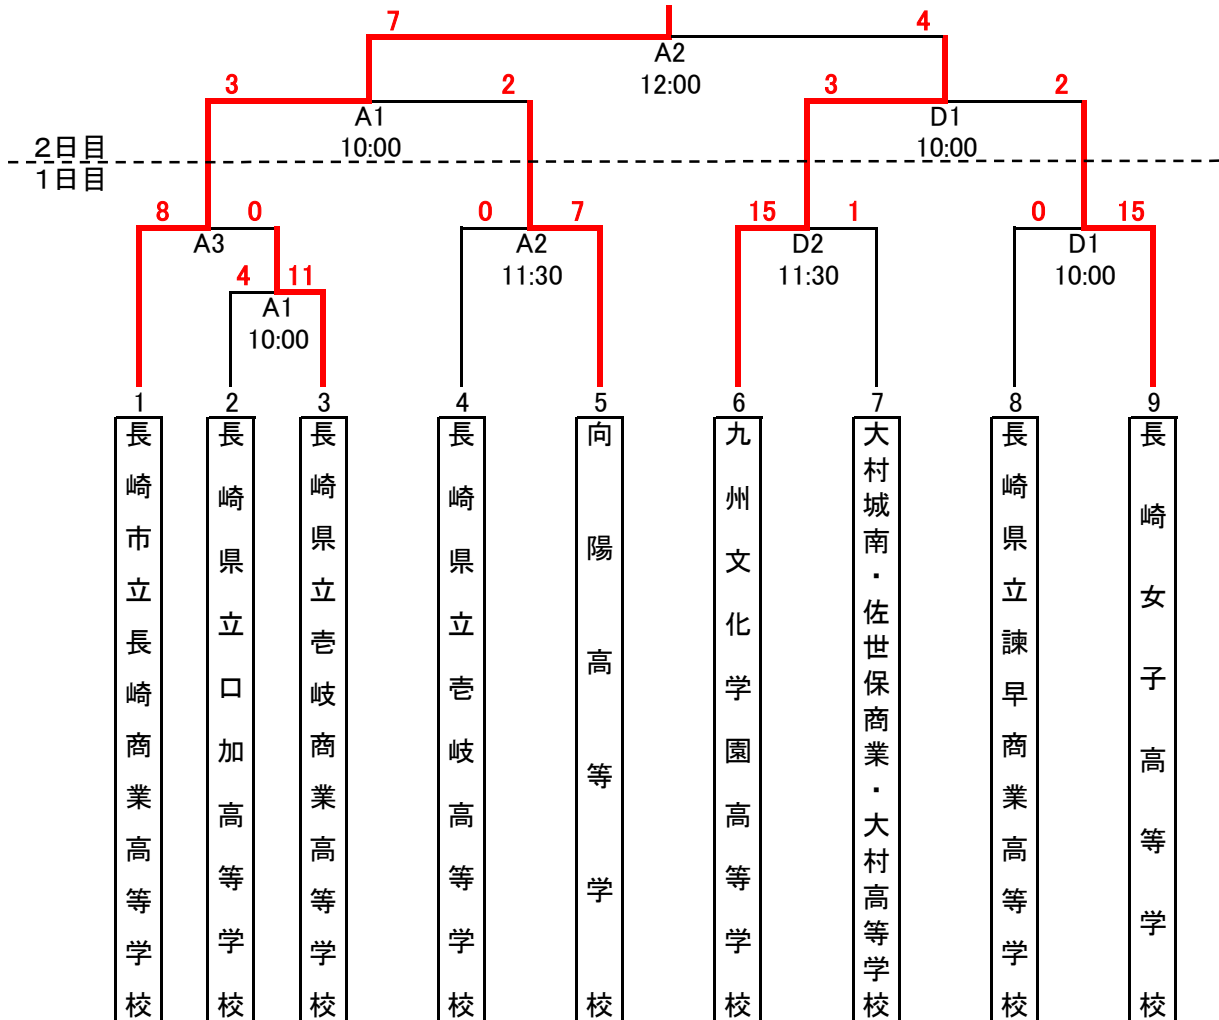 7 4
A2
12:00
3 2 3 2
A1 D1
10:00 10:00
2日目
1日目
8 0 0 7 15 1 0 15
A3 A2 D2 D1
11:30 11:30 10:00
4 11
A1
10:00
1 2 3 4 5 6 7 8 9
長崎市立長崎商業高等学校
長崎県立口加高等学校
長崎県立壱岐商業高等学校
長崎県立壱岐高等学校
向陽高等学校
九州文化学園高等学校
大村城南・佐世保商業・大村高等学校
長崎県立諫早商業高等学校
長崎女子高等学校